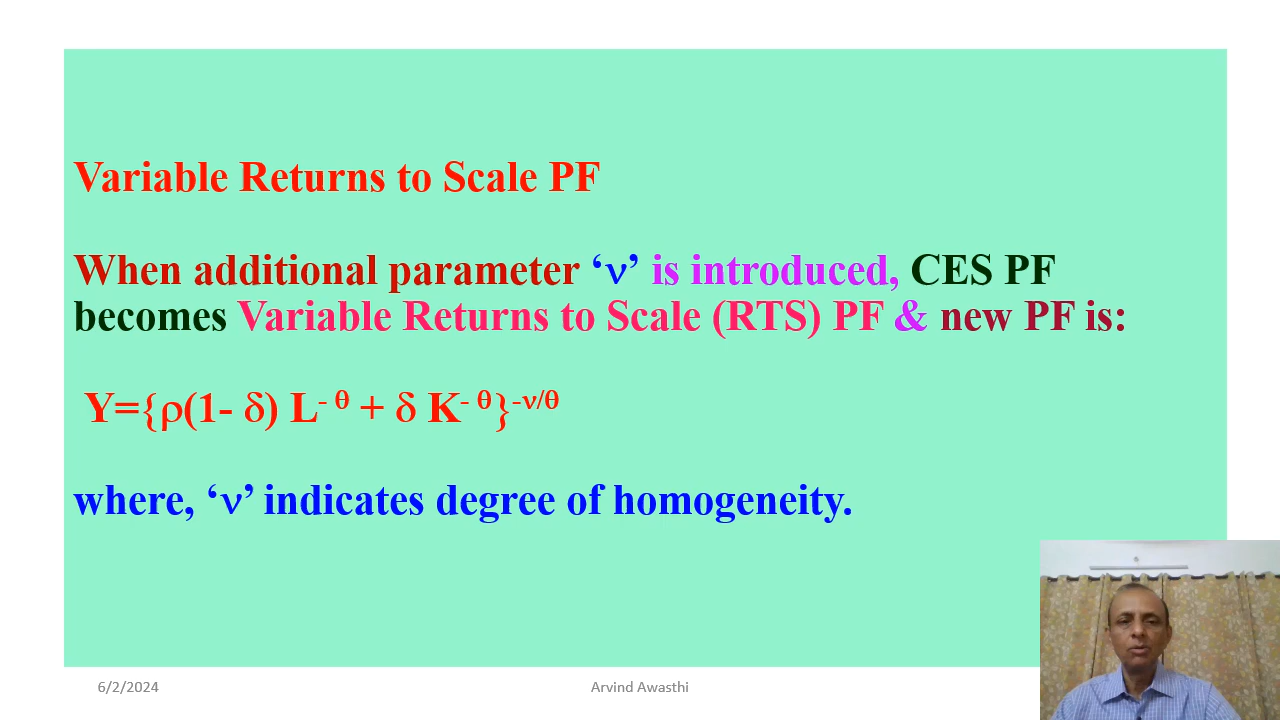 Variable Returns to Scale PF
When additional parameter ‘ν’ is introduced, CES PF
becomes Variable Returns to Scale (RTS) PF & new PF is:
Y={ρ(1- δ) L- θ + δ K- θ}-ν/θ
where, ‘ν’ indicates degree of homogeneity.
6/2/2024
Arvind Awasthi